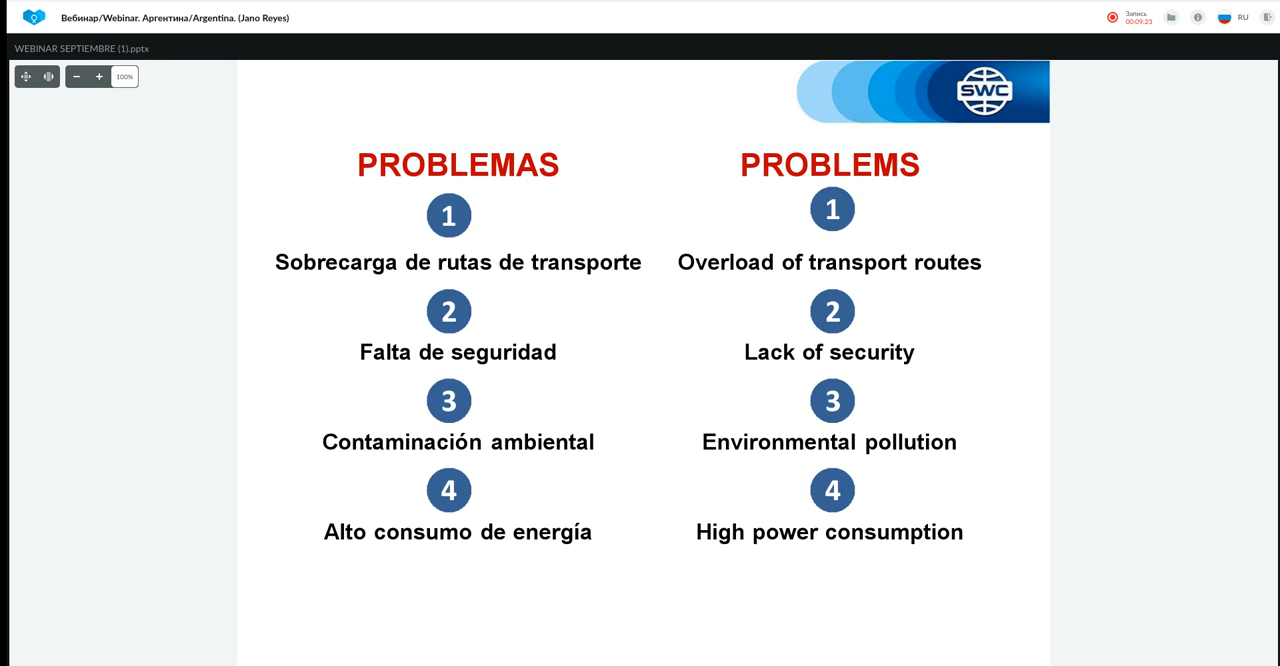 Вебинар/Webinar. Аргентина/Argentina. (Jano Reyes)
Запись
00:09:23
RU
WEBINAR SEPTIEMBRE (1).pptx
100%
SWC
PROBLEMAS
1
Sobrecarga de rutas de transporte
2
Falta de seguridad
3
Contaminación ambiental
4
Alto consumo de energía
PROBLEMS
1
Overload of transport routes
2
Lack of security
3
Environmental pollution
4
High power consumption